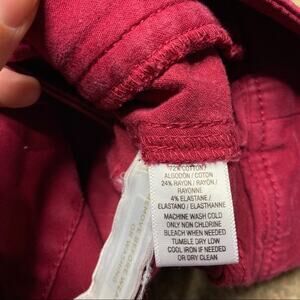 72% COTTON /
ALGODÓN / COTON
24% RAYON / RAYÓN /
RAYONNE
4% ELASTANE /
ELASTANO / ELASTHANNE
MACHINE WASH COLD
ONLY NON CHLORINE
BLEACH WHEN NEEDED
TUMBLE DRY LOW
COOL IRON IF NEEDED
OR DRY CLEAN